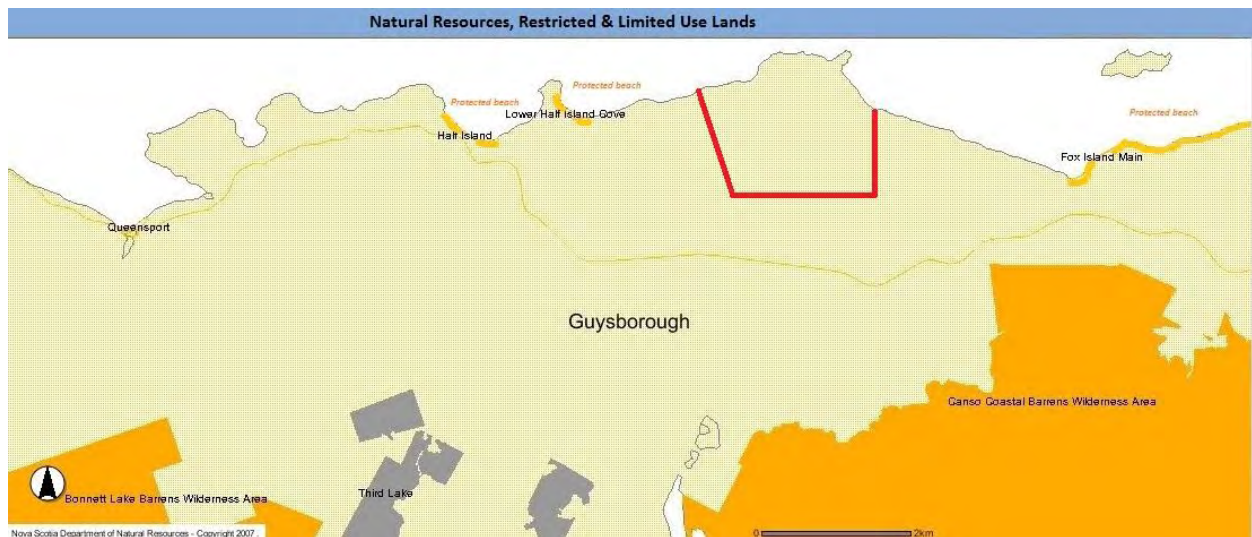 Natural Resources, Restricted & Limited Use Lands
Protected beach
Protected beach
Protected beach
Lower Half Island Cove
Half Island
Fox Island Main
Queensport
Guysborough
Canso Coastal Barrens Wilderness Area
Third Lake
Bonnett Lake Barrens Wilderness Area
Nova Scotia Department of Natural Resources - Copyright 2007 .
0 2km